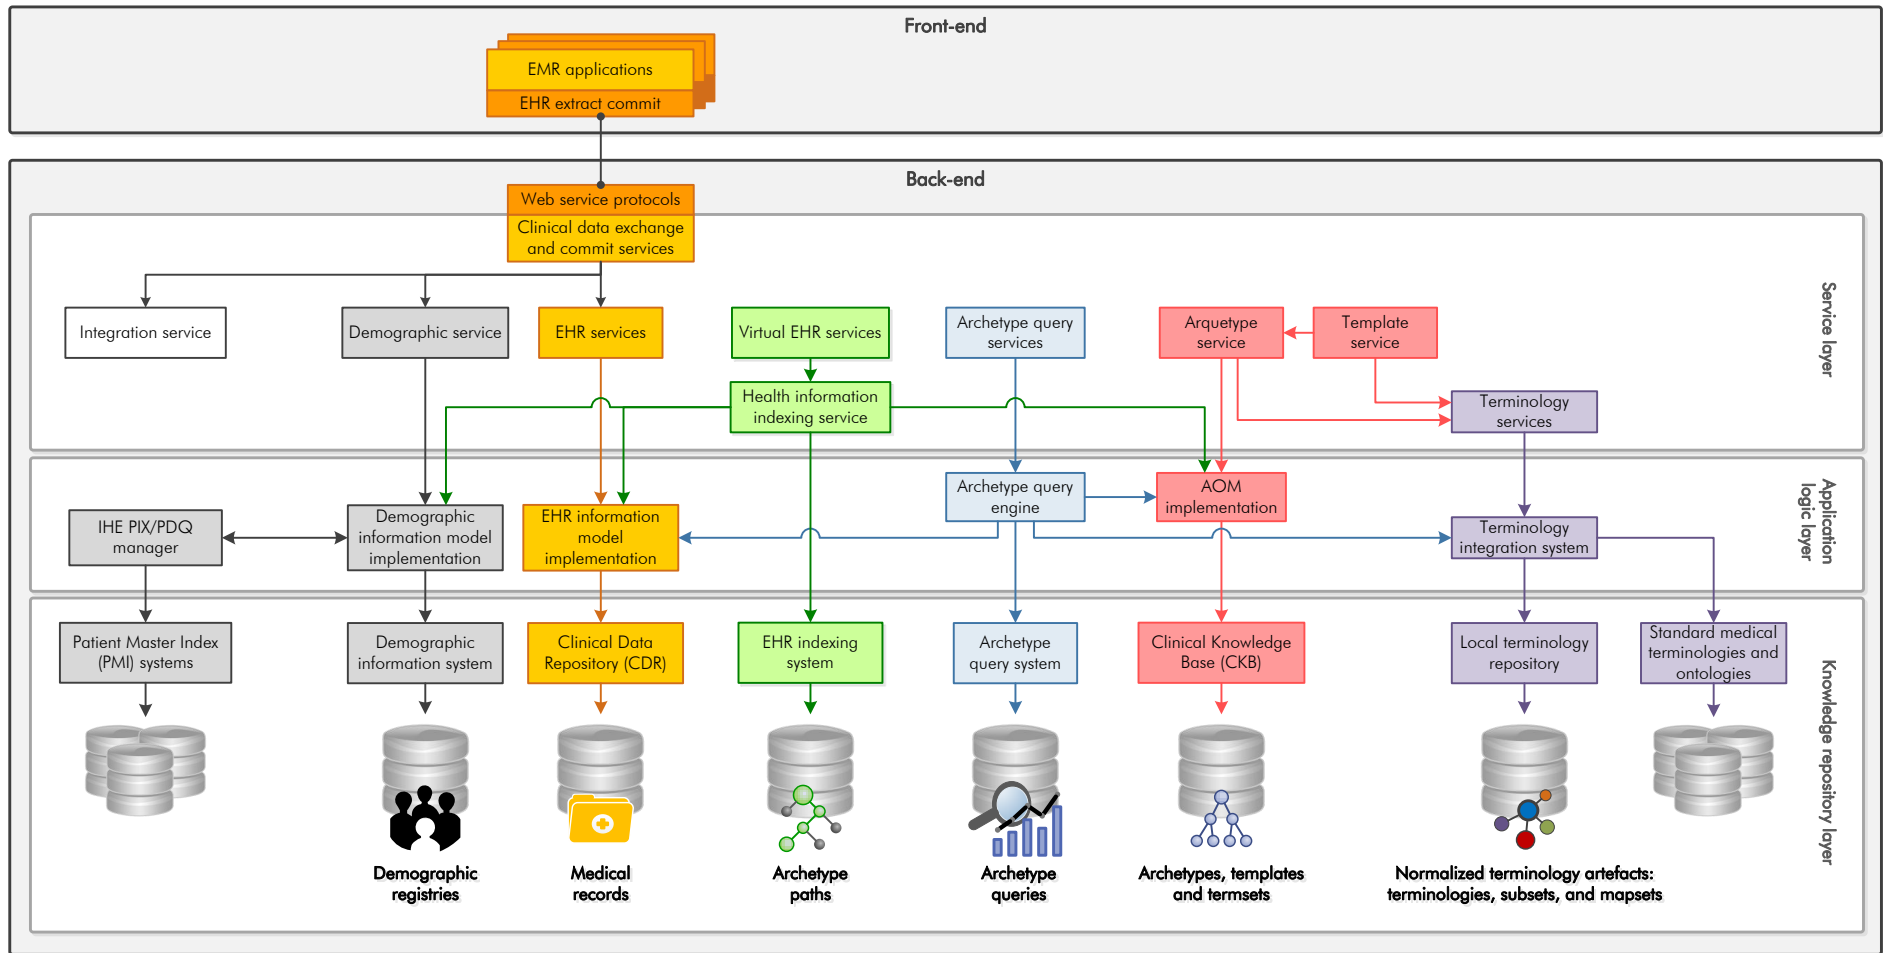 Front-end
EMR applications
EHR extract commit
Back-end
Web service protocols
Clinical data exchange
and commit services
Service layer
Integration service
Demographic service
EHR services
Virtual EHR services
Archetype query
services
Arquetype
service
Template
service
Health information
indexing service
Terminology
services
Application
logic layer
IHE PIX/PDQ
manager
Demographic
information model
implementation
EHR information
model
implementation
Archetype query
engine
AOM
implementation
Terminology
integration system
Knowledge repository layer
Patient Master Index
(PMI) systems
Demographic
information system
Clinical Data
Repository (CDR)
EHR indexing
system
Archetype
query system
Clinical Knowledge
Base (CKB)
Local terminology
repository
Standard medical
terminologies and
ontologies
Demographic
registries
Medical
records
Archetype
paths
Archetype
queries
Archetypes, templates
and termsets
Normalized terminology artefacts:
terminologies, subsets, and mapsets